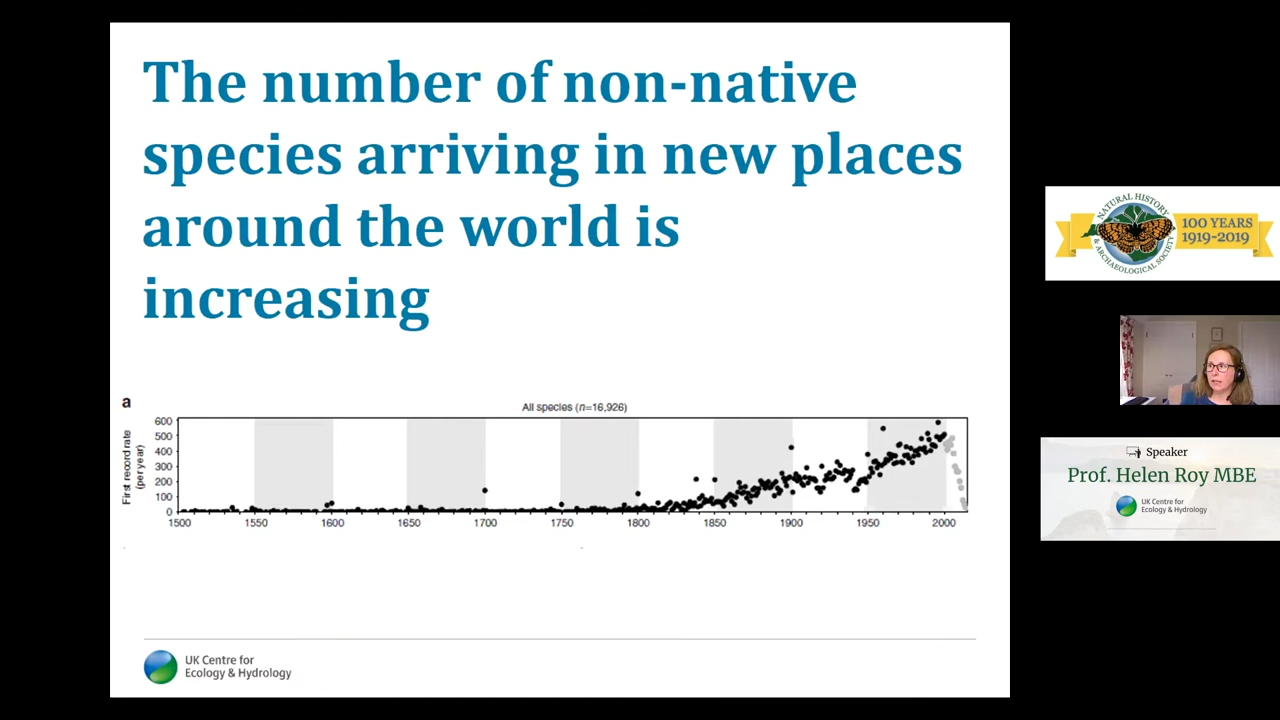 The number of non-native
species arriving in new places
around the world is
increasing
a
All species (n=16,926)
First record rate
(per year)
600
500
400
300
200
100
0
1500 1550 1600 1650 1700 1750 1800 1850 1900 1950 2000
UK Centre for
Ecology & Hydrology
NATURAL HISTORY
& ARCHAEOLOGICAL SOCIETY
100 YEARS
1919-2019
Speaker
Prof. Helen Roy MBE
UK Centre for
Ecology & Hydrology